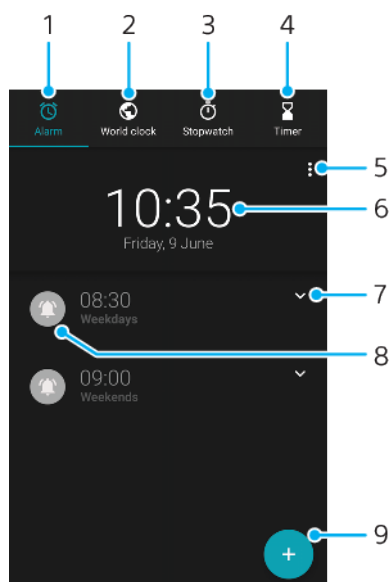 1 2 3 4
Alarm World clock Stopwatch Timer
5
10:35
6
Friday, 9 June
08:30
7
Weekdays
8
09:00
Weekends
9